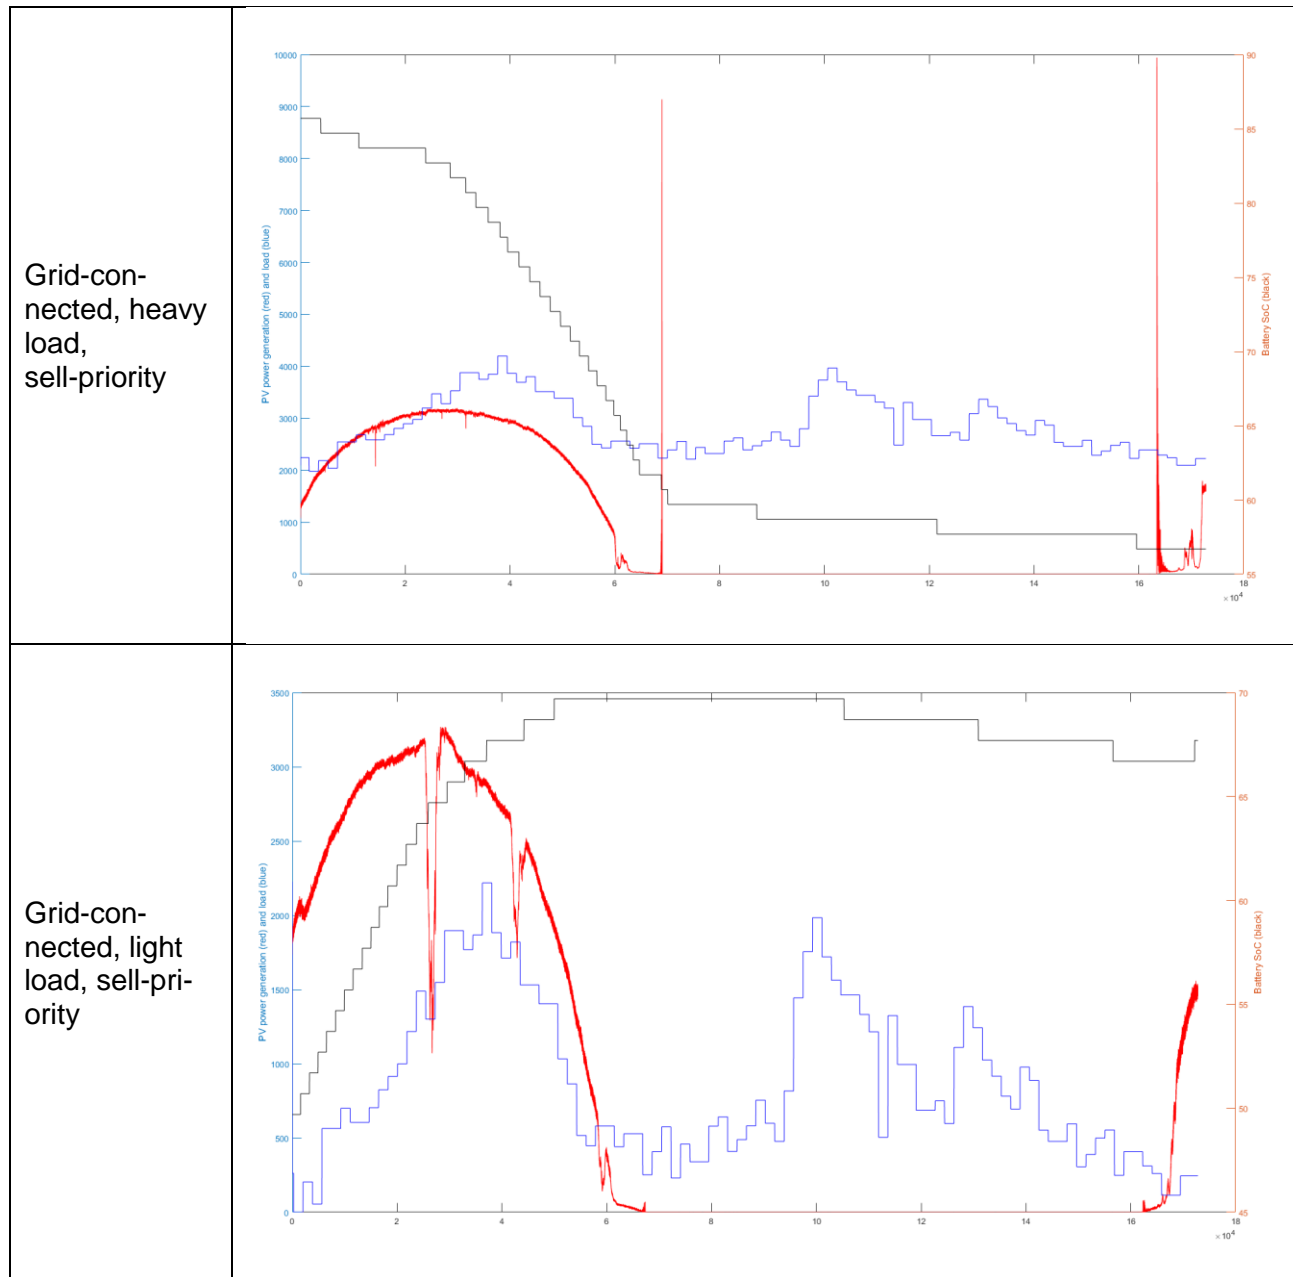 Grid-con-
nected, heavy
load,
sell-priority
PV power generation (red) and load (blue)
10000
9000
8000
7000
6000
5000
4000
3000
2000
1000
0
0 2 4 6 8 10 12 14 16 18
×10⁴
90
85
80
75
70
65
60
55
Battery SoC (black)
Grid-con-
nected, light
load, sell-pri-
ority
PV power generation (red) and load (blue)
3500
3000
2500
2000
1500
1000
500
0
0 2 4 6 8 10 12 14 16 18
×10⁴
70
65
60
55
50
45
Battery SoC (black)